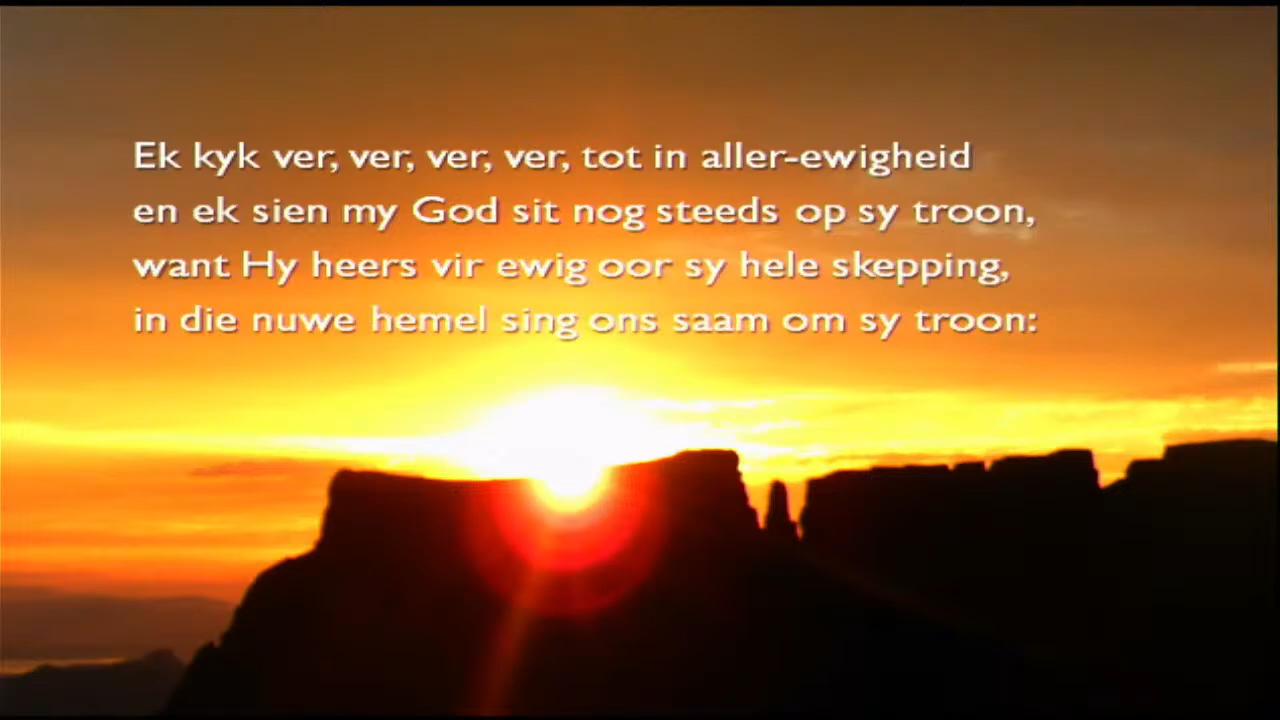 Ek kyk ver, ver, ver, ver, tot in aller-ewigheid
en ek sien my God sit nog steeds op sy troon,
want Hy heers vir ewig oor sy hele skepping,
in die nuwe hemel sing ons saam om sy troon: